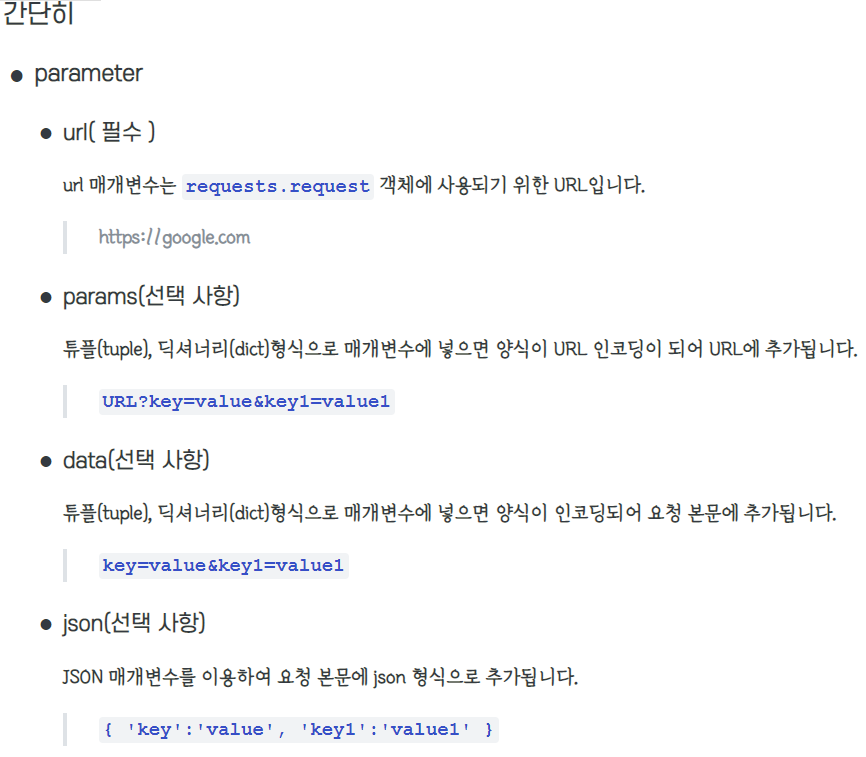 간단히
parameter
url( 필수 )
url 매개변수는 requests.request 객체에 사용되기 위한 URL입니다.
https://google.com
params(선택 사항)
튜플(tuple), 딕셔너리(dict)형식으로 매개변수에 넣으면 양식이 URL 인코딩이 되어 URL에 추가됩니다.
URL?key=value&key1=value1
data(선택 사항)
튜플(tuple), 딕셔너리(dict)형식으로 매개변수에 넣으면 양식이 인코딩되어 요청 본문에 추가됩니다.
key=value&key1=value1
json(선택 사항)
JSON 매개변수를 이용하여 요청 본문에 json 형식으로 추가됩니다.
{ 'key':'value', 'key1':'value1' }